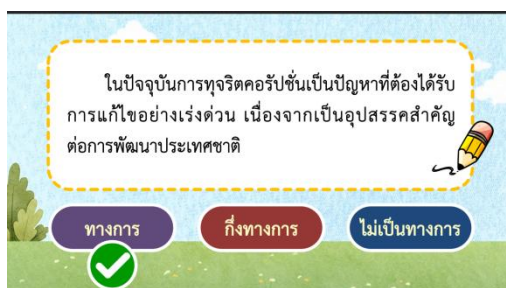 ในปัจจุบันการทุจริตคอรัปชั่นเป็นปัญหาที่ต้องได้รับ
การแก้ไขอย่างเร่งด่วน เนื่องจากเป็นอุปสรรคสำคัญ
ต่อการพัฒนาประเทศชาติ
ทางการ กึ่งทางการ ไม่เป็นทางการ